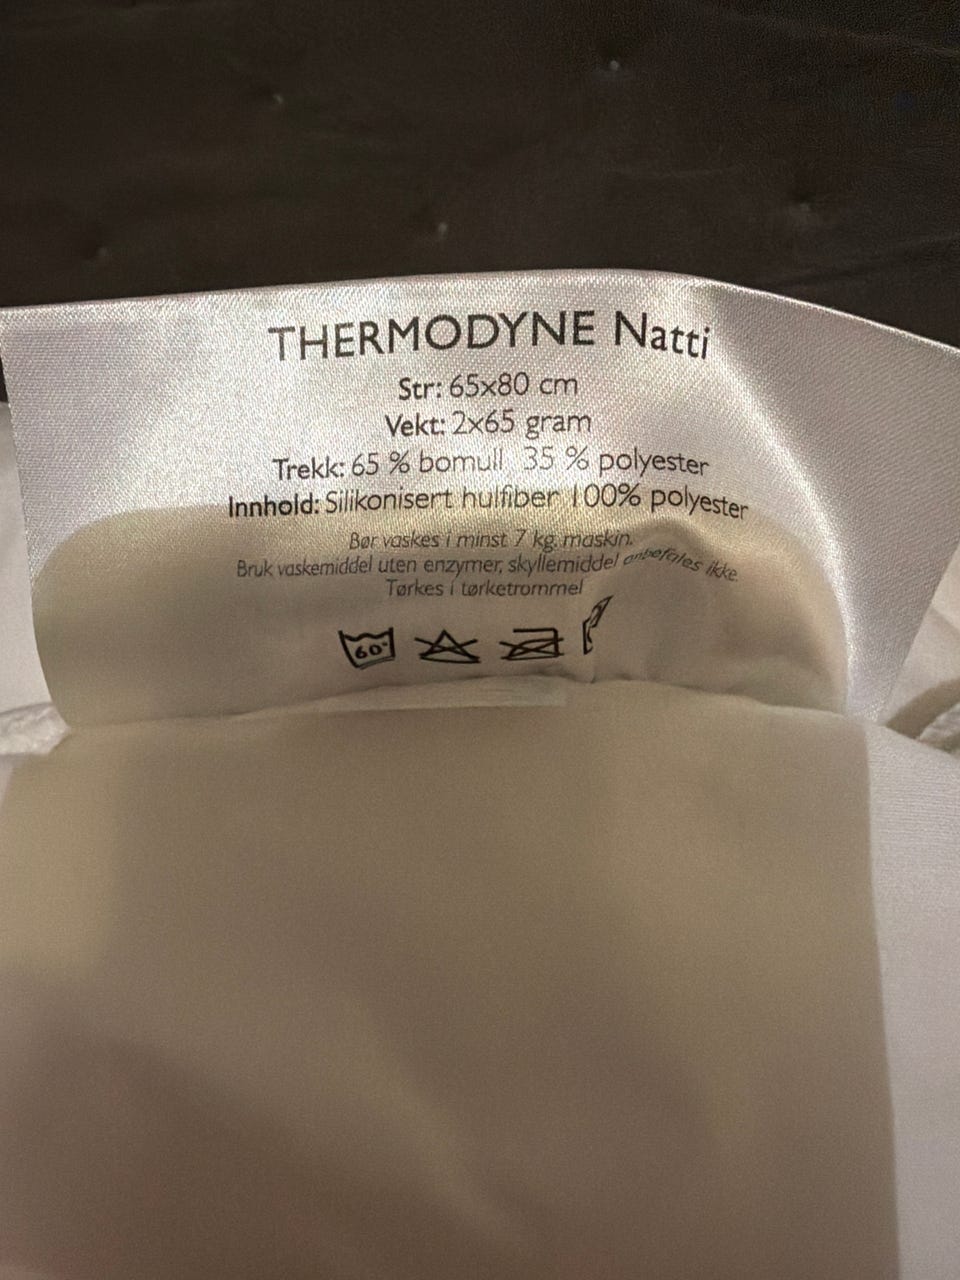 THERMODYNE Natti
Str: 65x80 cm
Vekt: 2x65 gram
Trekk: 65 % bomull 35 % polyester
Innhold: Silikonisert hulfiber 100% polyester
Bør vaskes i minst 7 kg. maskin.
Bruk vaskemiddel uten enzymer, skyllemiddel anbefales ikke.
Tørkes i tørketrommel
60°